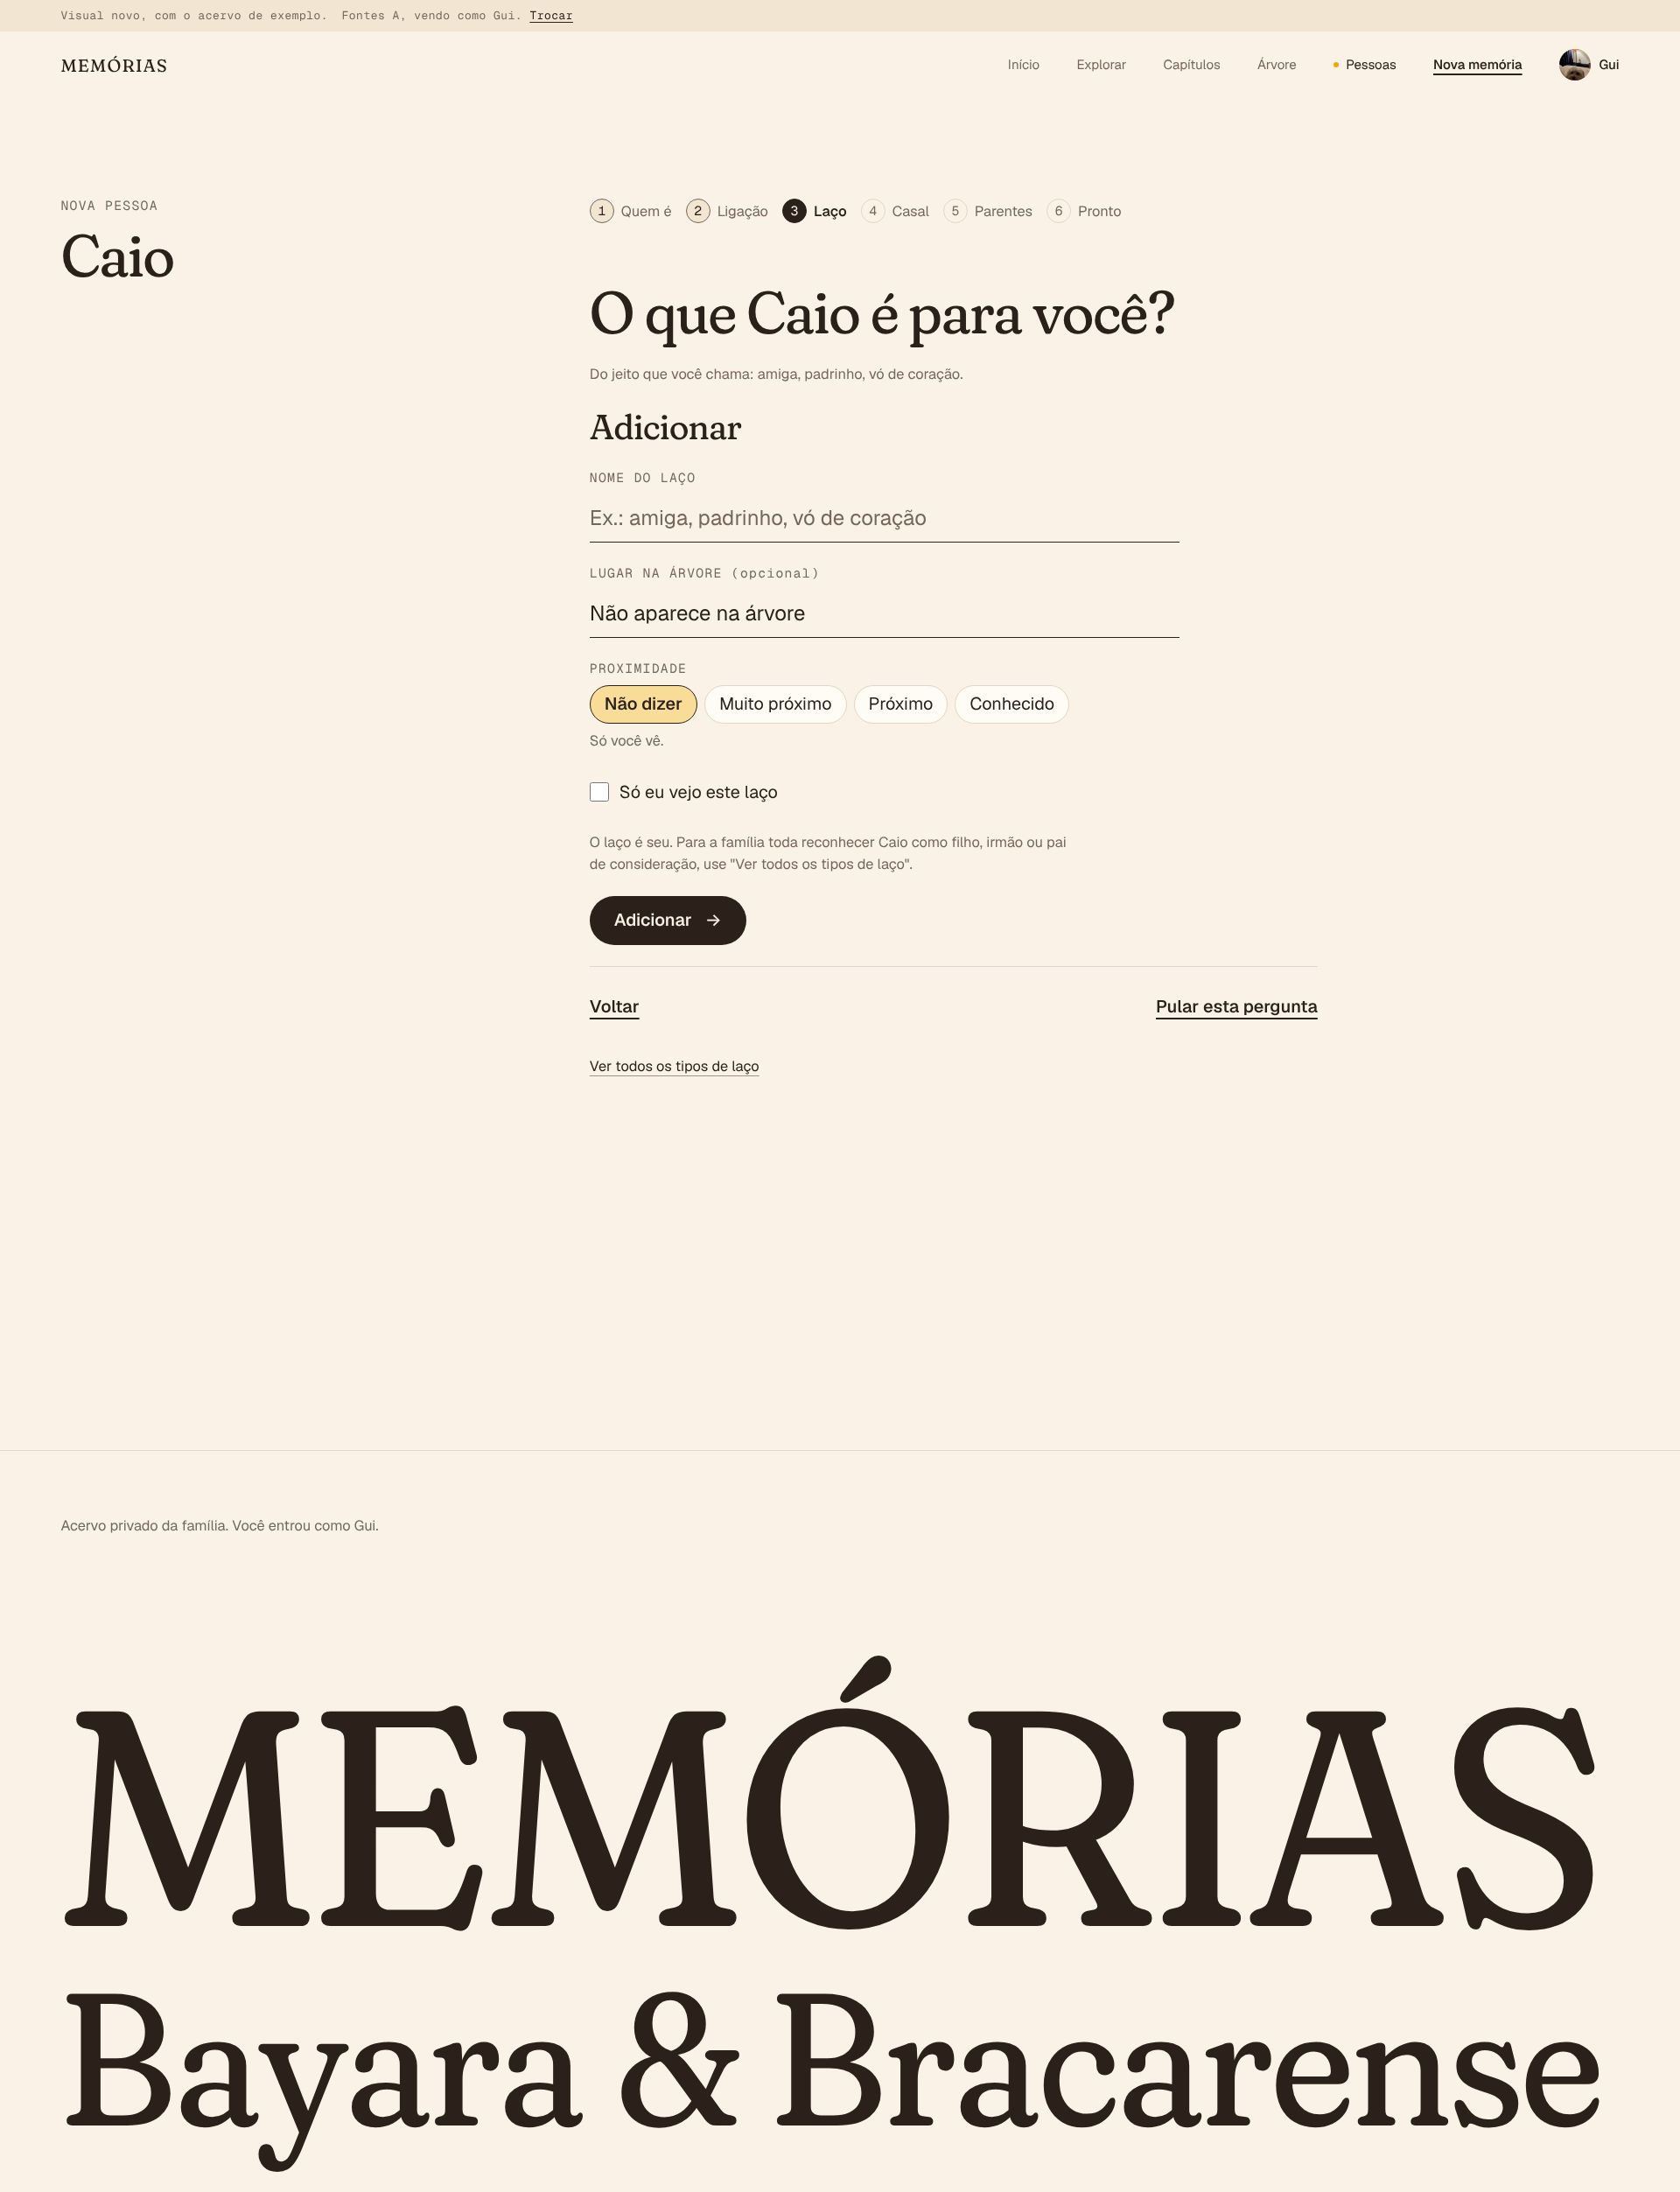 Visual novo, com o acervo de exemplo. Fontes A, vendo como Gui. Trocar
MEMÓRIAS
Início Explorar Capítulos Árvore Pessoas Nova memória Gui
NOVA PESSOA
Caio
1 Quem é 2 Ligação 3 Laço 4 Casal 5 Parentes 6 Pronto
O que Caio é para você?
Do jeito que você chama: amiga, padrinho, vó de coração.
Adicionar
NOME DO LAÇO
Ex.: amiga, padrinho, vó de coração
LUGAR NA ÁRVORE (opcional)
Não aparece na árvore
PROXIMIDADE
Não dizer Muito próximo Próximo Conhecido
Só você vê.
Só eu vejo este laço
O laço é seu. Para a família toda reconhecer Caio como filho, irmão ou pai
de consideração, use "Ver todos os tipos de laço".
Adicionar →
Voltar Pular esta pergunta
Ver todos os tipos de laço
Acervo privado da família. Você entrou como Gui.
MEMÓRIAS
Bayara & Bracarense